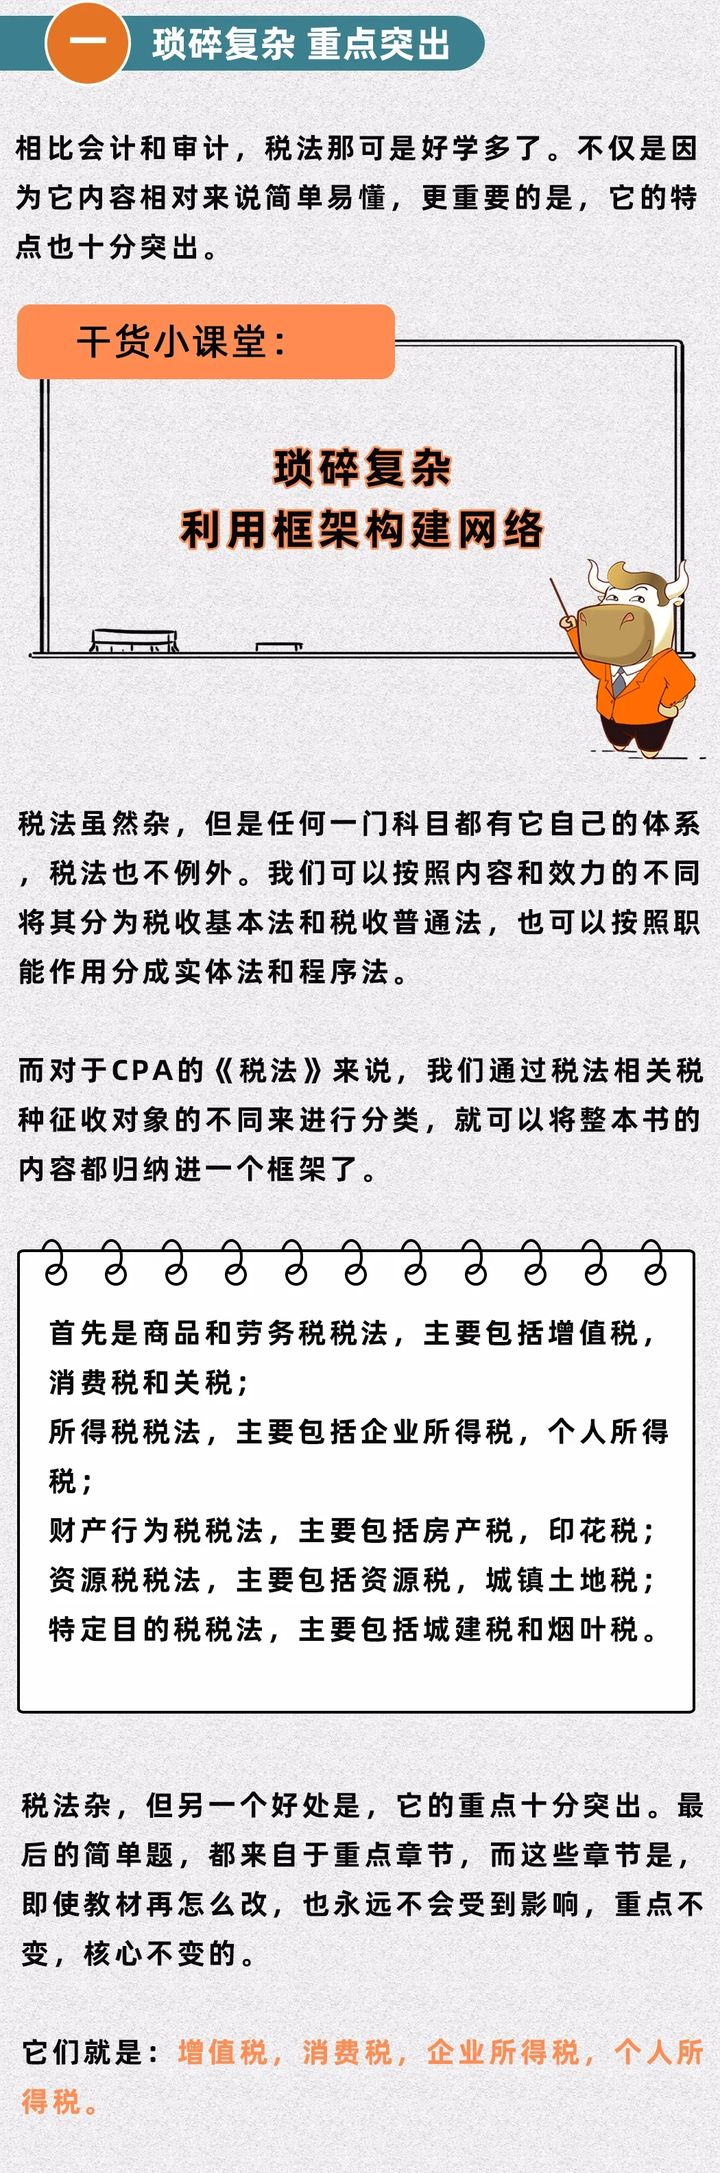 一
琐碎复杂 重点突出
相比会计和审计，税法那可是好学多了。不仅是因
为它内容相对来说简单易懂，更重要的是，它的特
点也十分突出。
干货小课堂：
琐碎复杂
利用框架构建网络
税法虽然杂，但是任何一门科目都有它自己的体系
，税法也不例外。我们可以按照内容和效力的不同
将其分为税收基本法和税收普通法，也可以按照职
能作用分成实体法和程序法。
而对于CPA的《税法》来说，我们通过税法相关税
种征收对象的不同来进行分类，就可以将整本书的
内容都归纳进一个框架了。
首先是商品和劳务税税法，主要包括增值税，
消费税和关税；
所得税税法，主要包括企业所得税，个人所得
税；
财产行为税税法，主要包括房产税，印花税；
资源税税法，主要包括资源税，城镇土地税；
特定目的税税法，主要包括城建税和烟叶税。
税法杂，但另一个好处是，它的重点十分突出。最
后的简单题，都来自于重点章节，而这些章节是，
即使教材再怎么改，也永远不会受到影响，重点不
变，核心不变的。
它们就是：增值税，消费税，企业所得税，个人所
得税。